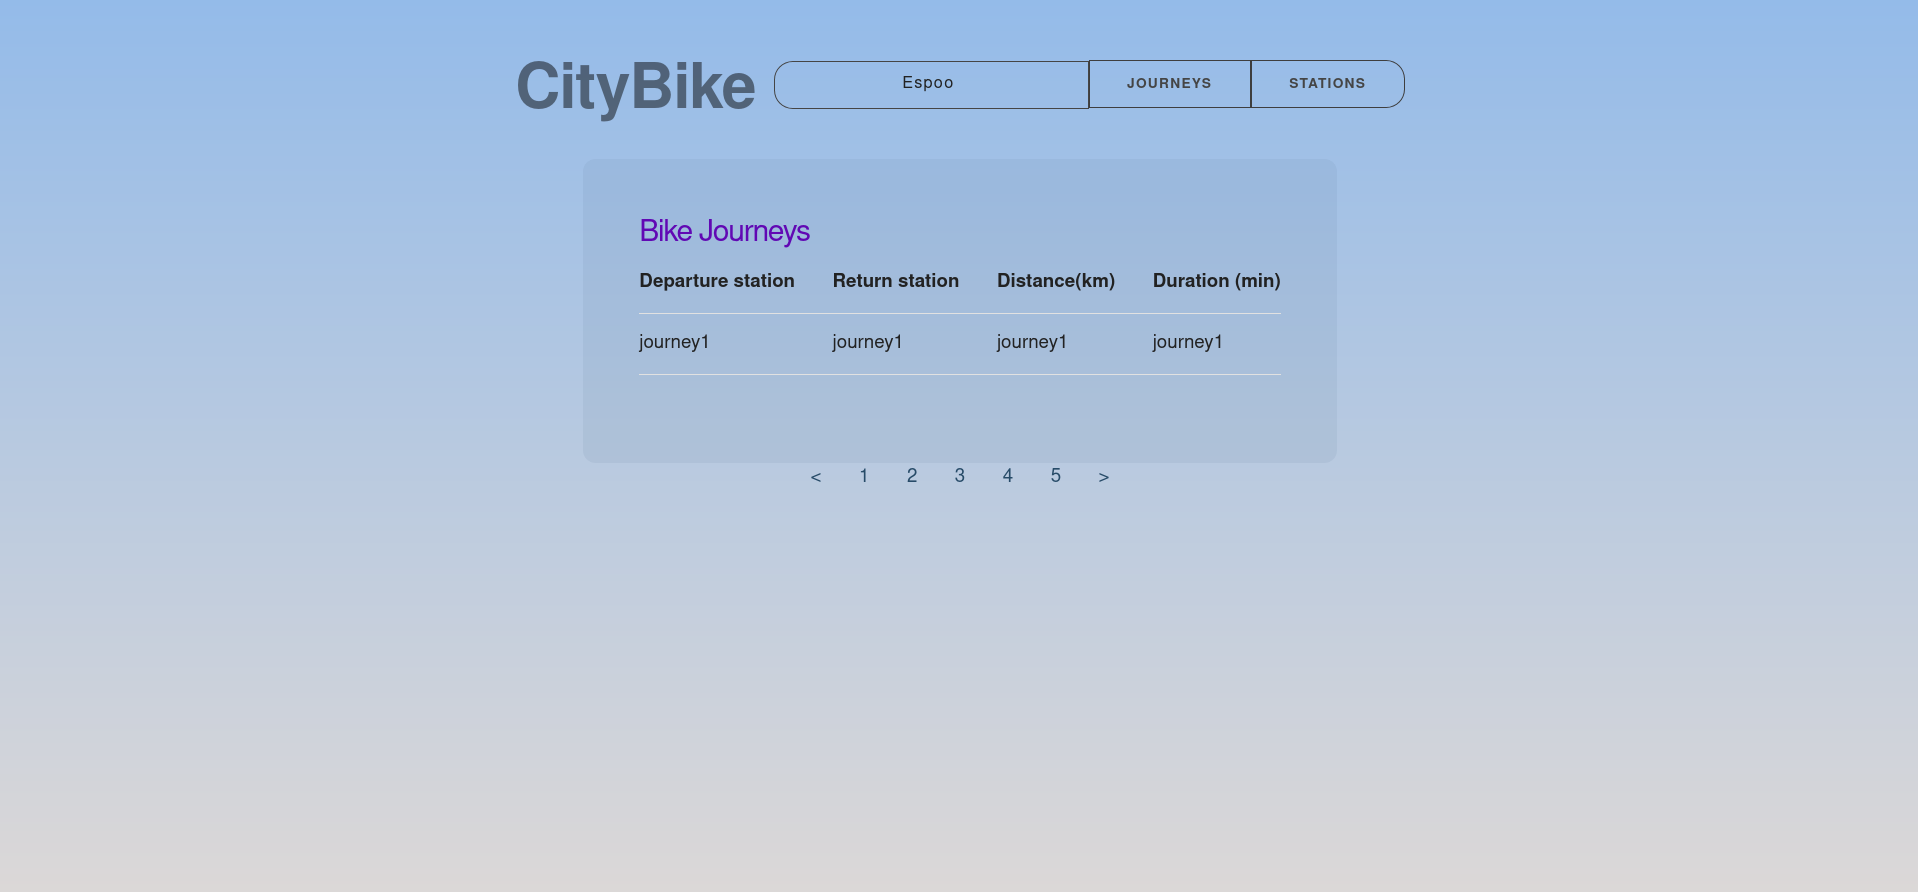 CityBike Espoo JOURNEYS STATIONS
Bike Journeys
Departure station Return station Distance(km) Duration (min)
journey1 journey1 journey1 journey1
< 1 2 3 4 5 >